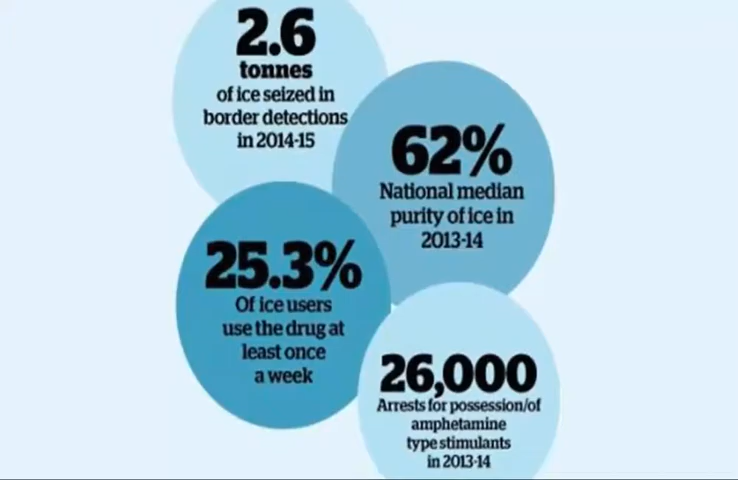 2.6
tonnes
of ice seized in
border detections
in 2014-15
62%
National median
purity of ice in
2013-14
25.3%
Of ice users
use the drug at
least once
a week
26,000
Arrests for possession/of
amphetamine
type stimulants
in 2013-14